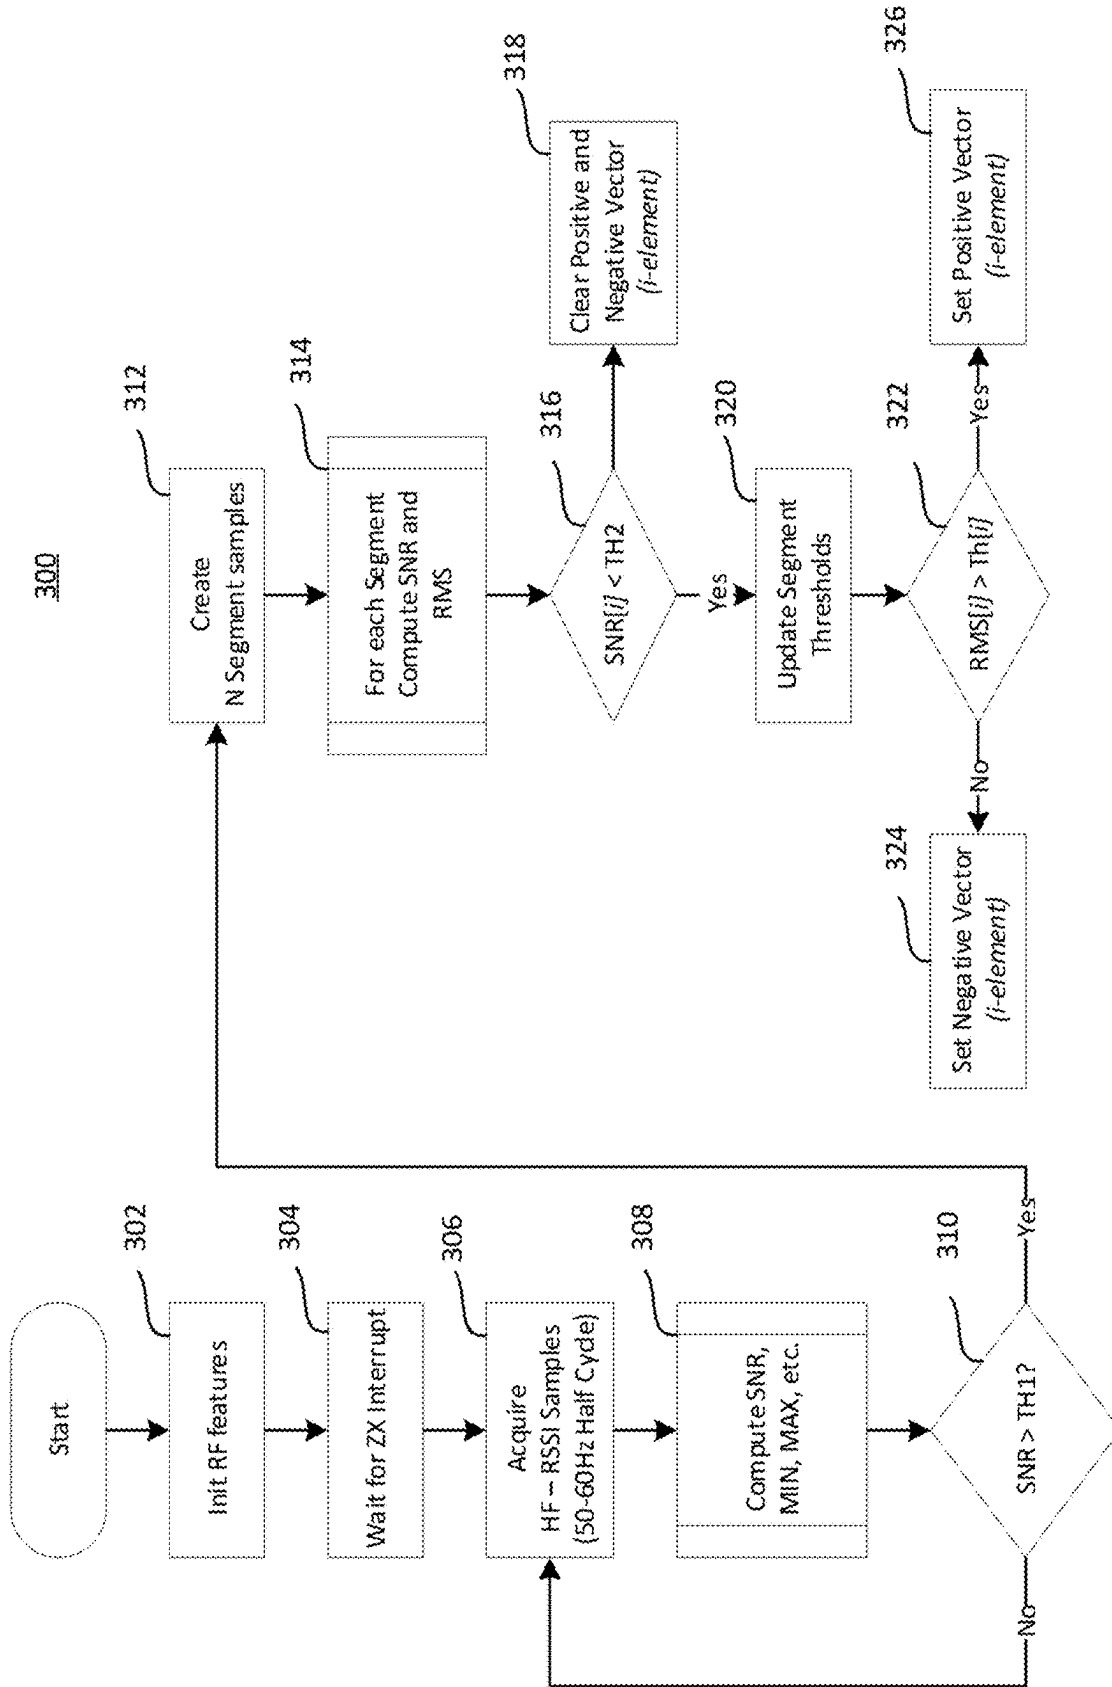 300
Start
302
Init RF features
304
Wait for ZX Interrupt
306
Acquire
HF – RSSI Samples
(50-60Hz Half Cycle)
308
Compute SNR,
MIN, MAX, etc.
310
SNR > TH1?
No
Yes
312
Create
N Segment samples
314
For each Segment
Compute SNR and
RMS
316
SNR[i] < TH2
318
Clear Positive and
Negative Vector
(i-element)
Yes
320
Update Segment
Thresholds
322
RMS[i] > Th[i]
No
Yes
324
Set Negative Vector
(i-element)
326
Set Positive Vector
(i-element)